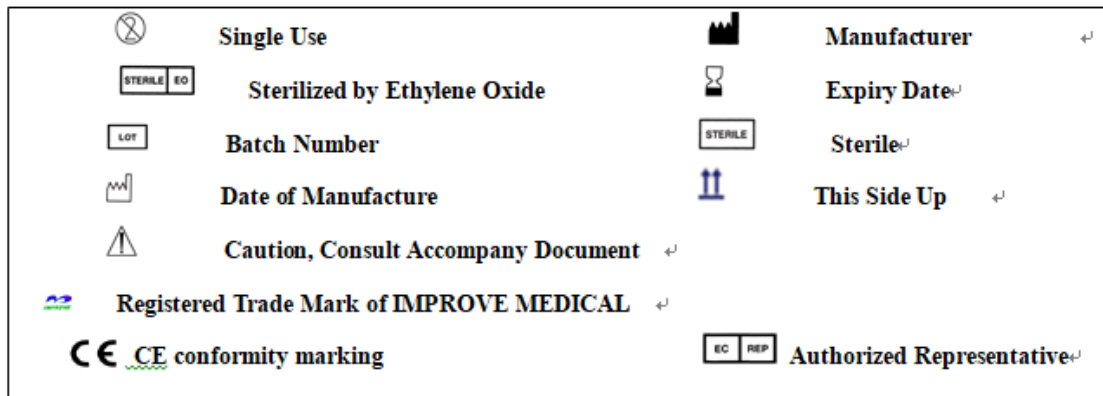 2 Single Use Manufacturer
STERILE EO Sterilized by Ethylene Oxide Expiry Date
LOT Batch Number STERILE Sterile
Date of Manufacture This Side Up
Caution, Consult Accompany Document
Registered Trade Mark of IMPROVE MEDICAL
CE CE conformity marking EC REP Authorized Representative